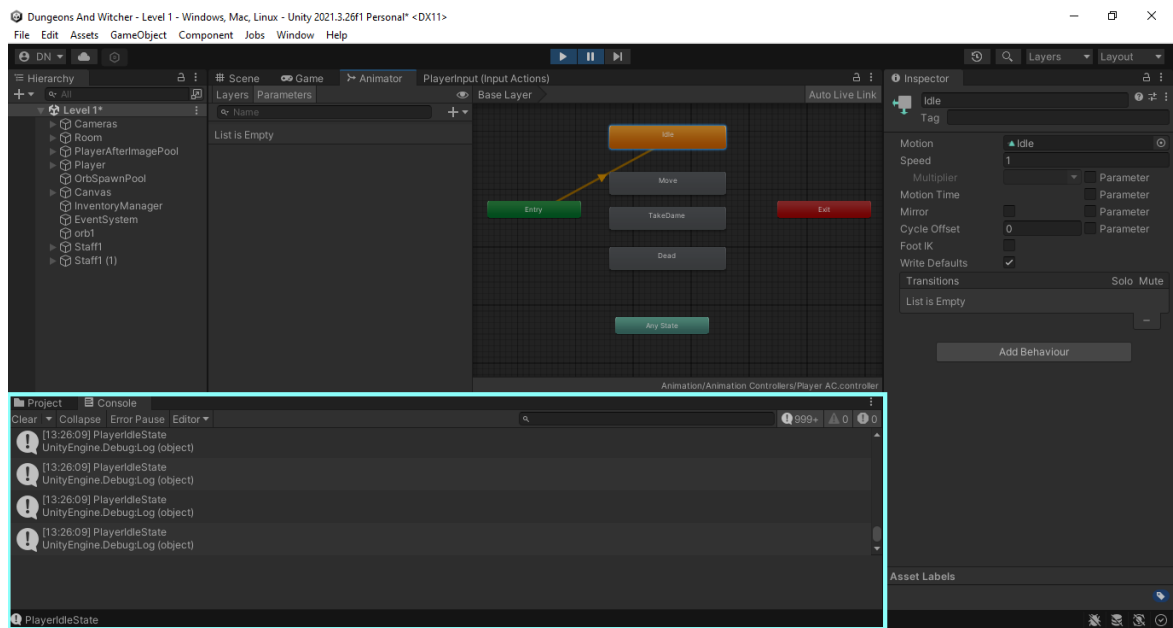 Dungeons And Witcher - Level 1 - Windows, Mac, Linux - Unity 2021.3.26f1 Personal* <DX11>
File Edit Assets GameObject Component Jobs Window Help
DN
Layers
Layout
Hierarchy
All
Level 1*
Cameras
Room
PlayerAfterImagePool
Player
OrbSpawnPool
Canvas
InventoryManager
EventSystem
orb1
Staff1
Staff1 (1)
Scene Game Animator PlayerInput (Input Actions)
Layers Parameters
Base Layer
Auto Live Link
Name
List is Empty
Idle
Move
Entry
TakeDame
Exit
Dead
Any State
Animation/Animation Controllers/Player AC.controller
Inspector
Idle
Tag
Motion Idle
Speed 1
Multiplier Parameter
Motion Time Parameter
Mirror Parameter
Cycle Offset 0 Parameter
Foot IK
Write Defaults
Transitions Solo Mute
List is Empty
Add Behaviour
Asset Labels
Project Console
Clear Collapse Error Pause Editor
999+ 0 0
[13:26:09] PlayerIdleState
UnityEngine.Debug:Log (object)
[13:26:09] PlayerIdleState
UnityEngine.Debug:Log (object)
[13:26:09] PlayerIdleState
UnityEngine.Debug:Log (object)
[13:26:09] PlayerIdleState
UnityEngine.Debug:Log (object)
PlayerIdleState